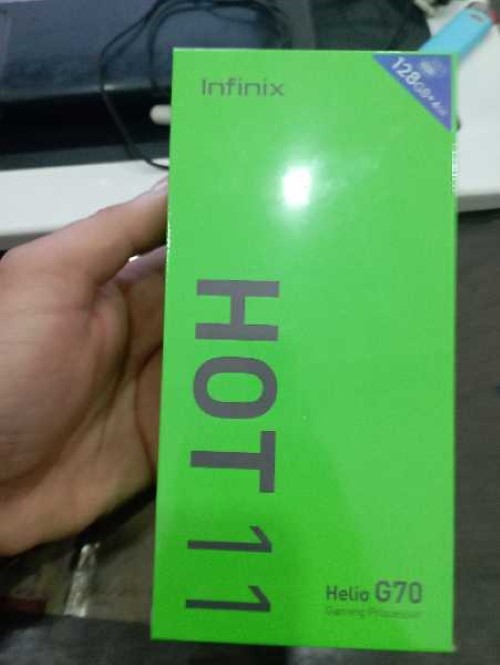 Infinix
128GB+4GB
HOT 11
Helio G70
Gaming Processor